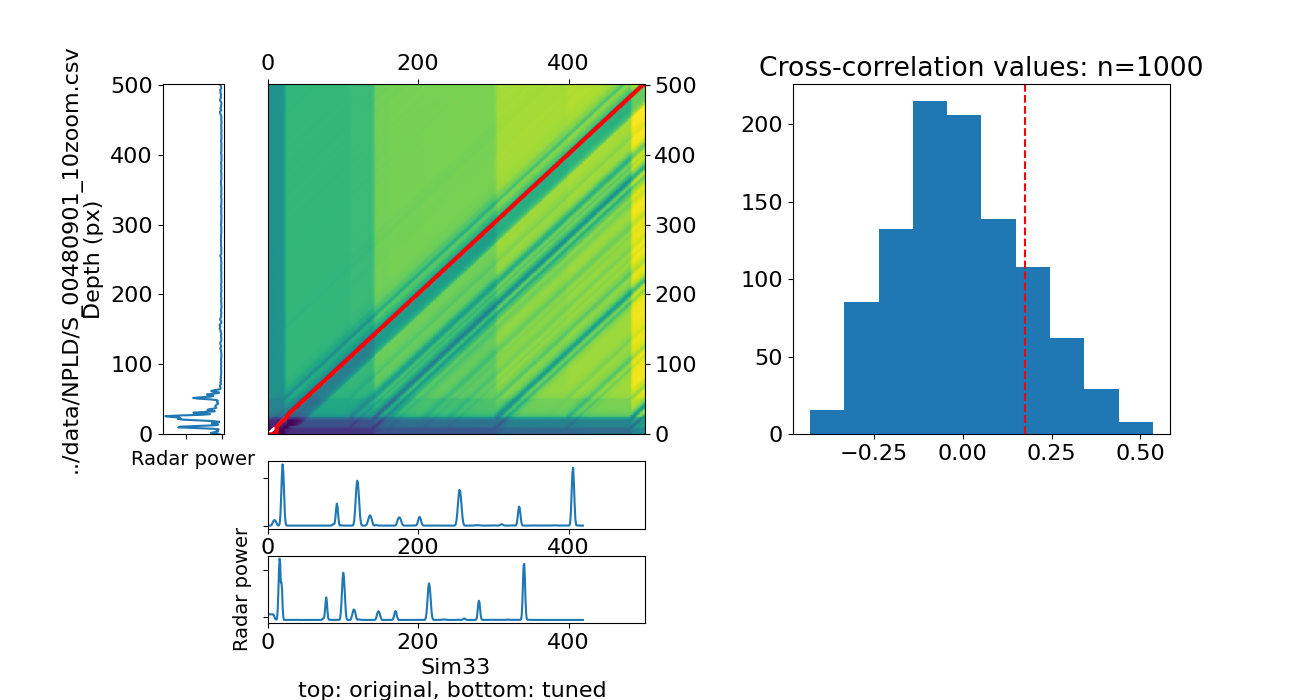 Cross-correlation values: n=1000
0 200 400
../data/NPLD/S_00480901_10zoom.csv
Depth (px)
500
400
300
200
100
0
Radar power
500
400
300
200
100
0
200
150
100
50
0
−0.25 0.00 0.25 0.50
0 200 400
Radar power
0 200 400
Sim33
top: original, bottom: tuned